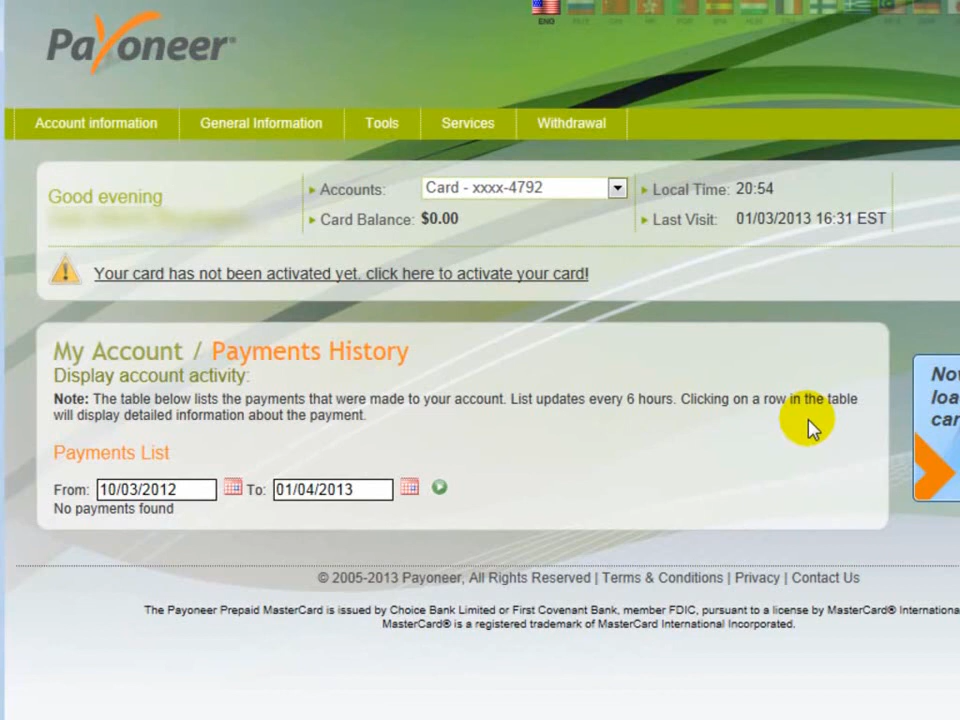 Payoneer®
ENG
Account information General Information Tools Services Withdrawal
Good evening
Accounts: Card - xxxx-4792 Local Time: 20:54
Card Balance: $0.00 Last Visit: 01/03/2013 16:31 EST
Your card has not been activated yet. click here to activate your card!
My Account / Payments History
Display account activity:
Note: The table below lists the payments that were made to your account. List updates every 6 hours. Clicking on a row in the table
will display detailed information about the payment.
Payments List
From: 10/03/2012 To: 01/04/2013
No payments found
© 2005-2013 Payoneer, All Rights Reserved | Terms & Conditions | Privacy | Contact Us
The Payoneer Prepaid MasterCard is issued by Choice Bank Limited or First Covenant Bank, member FDIC, pursuant to a license by MasterCard® Internationa
MasterCard® is a registered trademark of MasterCard International Incorporated.
Nov
loa
car